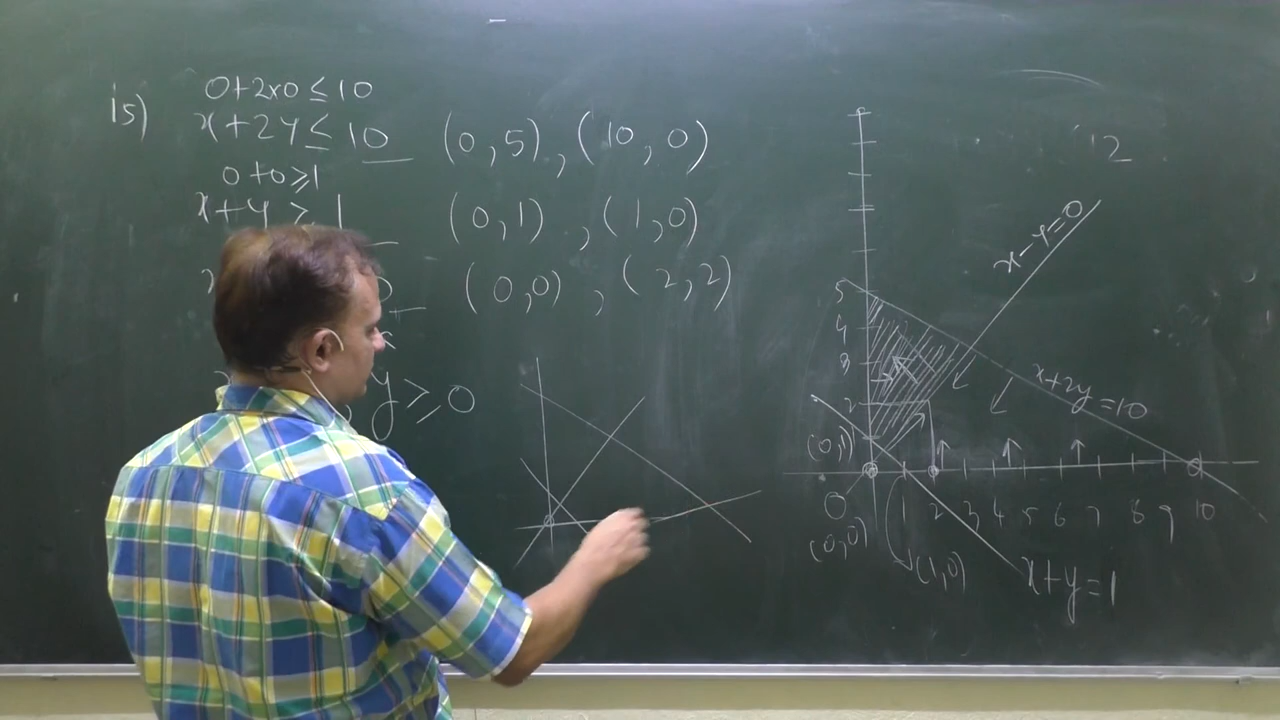 15)
0+2x0≤10
x+2y≤10 (0,5), (10,0)
0+0≥1
x+y≥1 (0,1), (1,0)
(0,0), (2,2)
y≥0
12
x-y=0
5
4
3
2
x+2y=10
(0,1)
0 1 2 3 4 5 6 7 8 9 10
(0,0)
(1,0)
x+y=1